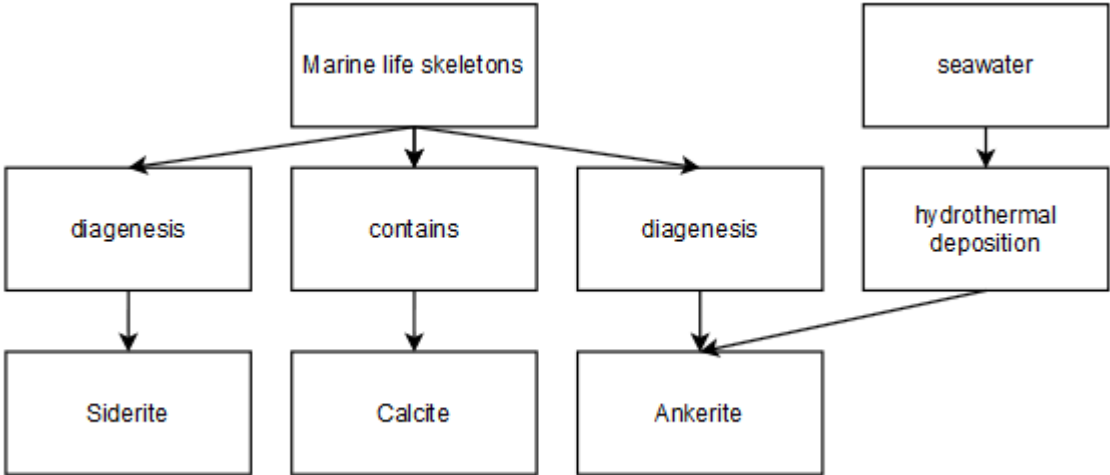 Marine life skeletons
seawater
diagenesis
contains
diagenesis
hydrothermal
deposition
Siderite
Calcite
Ankerite